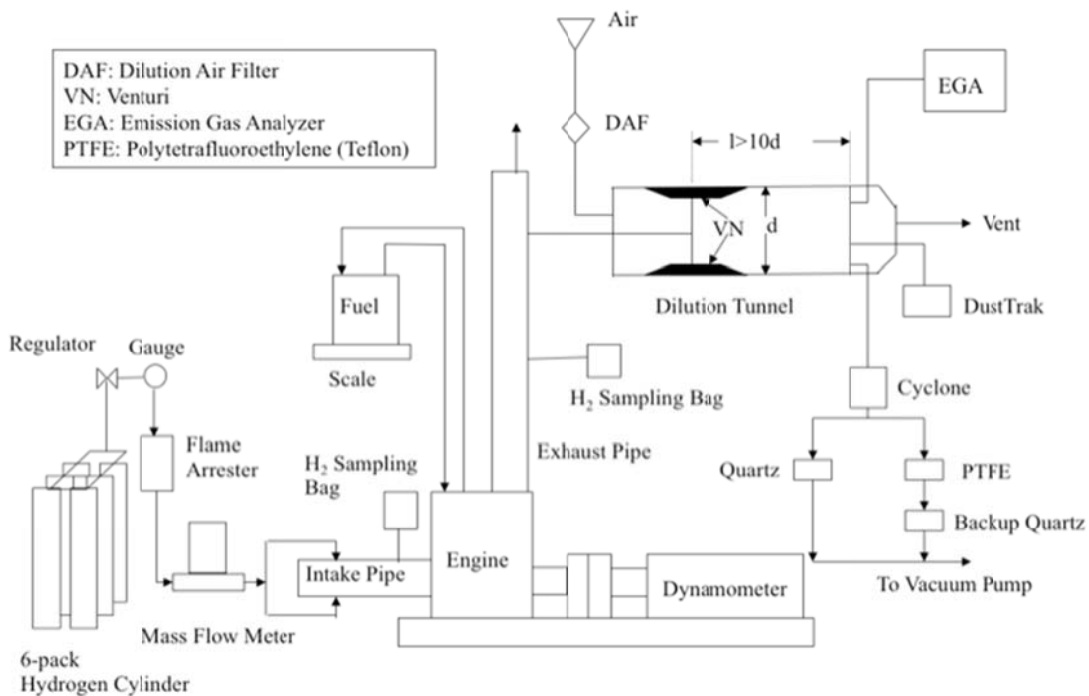 Air
DAF: Dilution Air Filter
VN: Venturi
EGA: Emission Gas Analyzer
PTFE: Polytetrafluoroethylene (Teflon)
EGA
DAF
l>10d
VN
d
Vent
Dilution Tunnel
DustTrak
Fuel
Scale
Regulator
Gauge
H₂ Sampling Bag
Cyclone
Flame
Arrester
Exhaust Pipe
H₂ Sampling
Bag
Quartz
PTFE
Backup Quartz
Intake Pipe
Engine
Dynamometer
To Vacuum Pump
Mass Flow Meter
6-pack
Hydrogen Cylinder